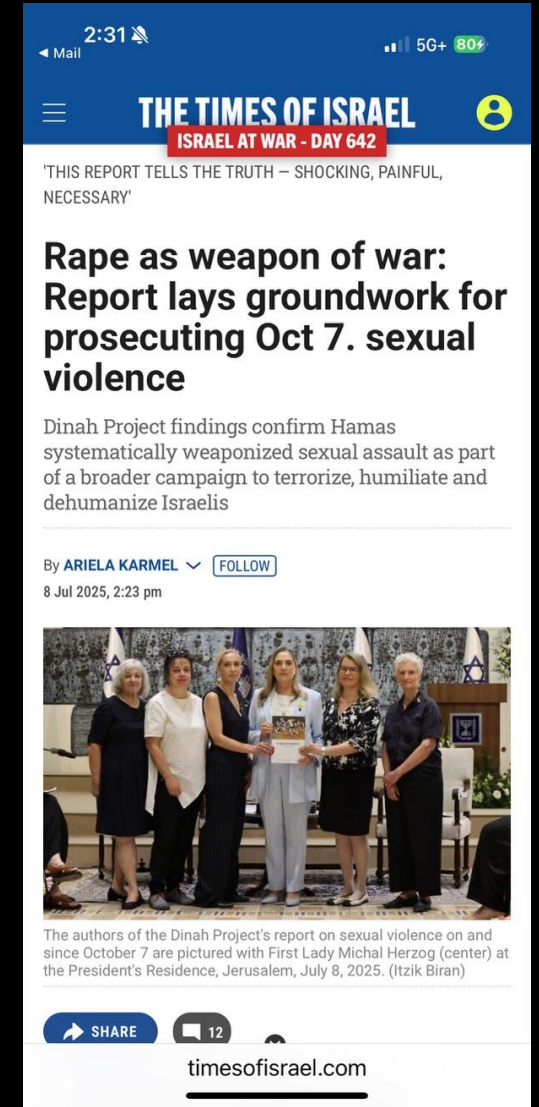 2:31
◀ Mail
5G+ 80
THE TIMES OF ISRAEL
ISRAEL AT WAR - DAY 642
'THIS REPORT TELLS THE TRUTH — SHOCKING, PAINFUL,
NECESSARY'
Rape as weapon of war:
Report lays groundwork for
prosecuting Oct 7. sexual
violence
Dinah Project findings confirm Hamas
systematically weaponized sexual assault as part
of a broader campaign to terrorize, humiliate and
dehumanize Israelis
By ARIELA KARMEL FOLLOW
8 Jul 2025, 2:23 pm
The authors of the Dinah Project's report on sexual violence on and
since October 7 are pictured with First Lady Michal Herzog (center) at
the President's Residence, Jerusalem, July 8, 2025. (Itzik Biran)
SHARE 12
timesofisrael.com